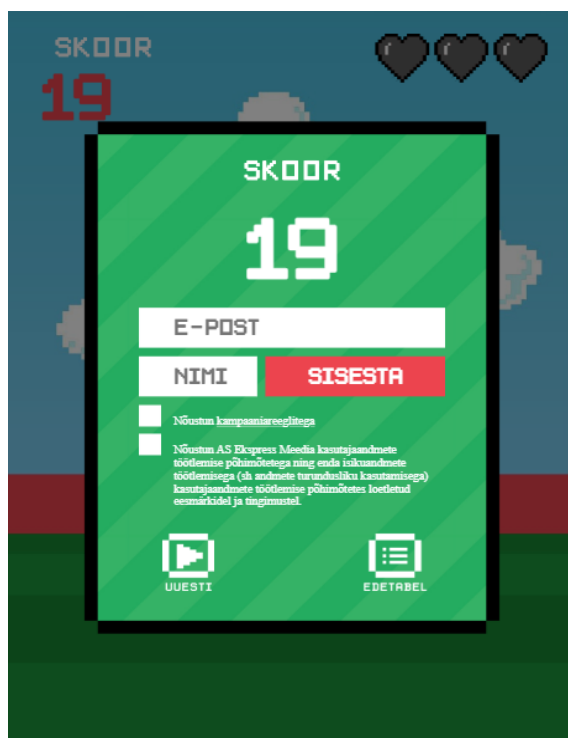 SKOOR
19
SKOOR
19
E-POST
NIMI
SISESTA
Nõustun kampaaniareeglitega
Nõustun AS Ekspress Meedia kasutajaandmete
töötlemise põhimõtetega ning enda isikuandmete
töötlemisega (sh andmete turundusliku kasutamisega)
kasutajaandmete töötlemise põhimõtetes loetletud
eesmärkidel ja tingimustel.
UUESTI
EDETABEL